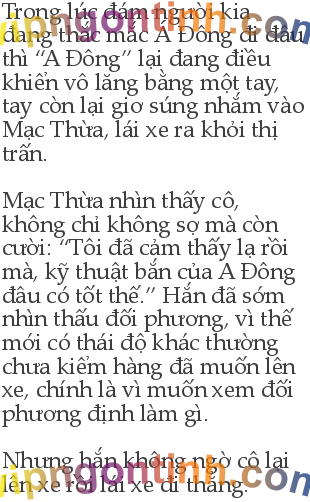 Trong lúc đám người kia
đang thắc mắc A Đông đi đâu
thì “A Đông” lại đang điều
khiển vô lăng bằng một tay,
tay còn lại giơ súng nhắm vào
Mạc Thừa, lái xe ra khỏi thị
trấn.
Mạc Thừa nhìn thấy cô,
không chỉ không sợ mà còn
cười: “Tôi đã cảm thấy lạ rồi
mà, kỹ thuật bắn của A Đông
đâu có tốt thế.” Hắn đã sớm
nhìn thấu đối phương, vì thế
mới có thái độ khác thường
chưa kiểm hàng đã muốn lên
xe, chính là vì muốn xem đối
phương định làm gì.
Nhưng hắn không ngờ cô lại
lên xe rồi lái xe đi thẳng.
vipngontinh.com
vipngontinh.com